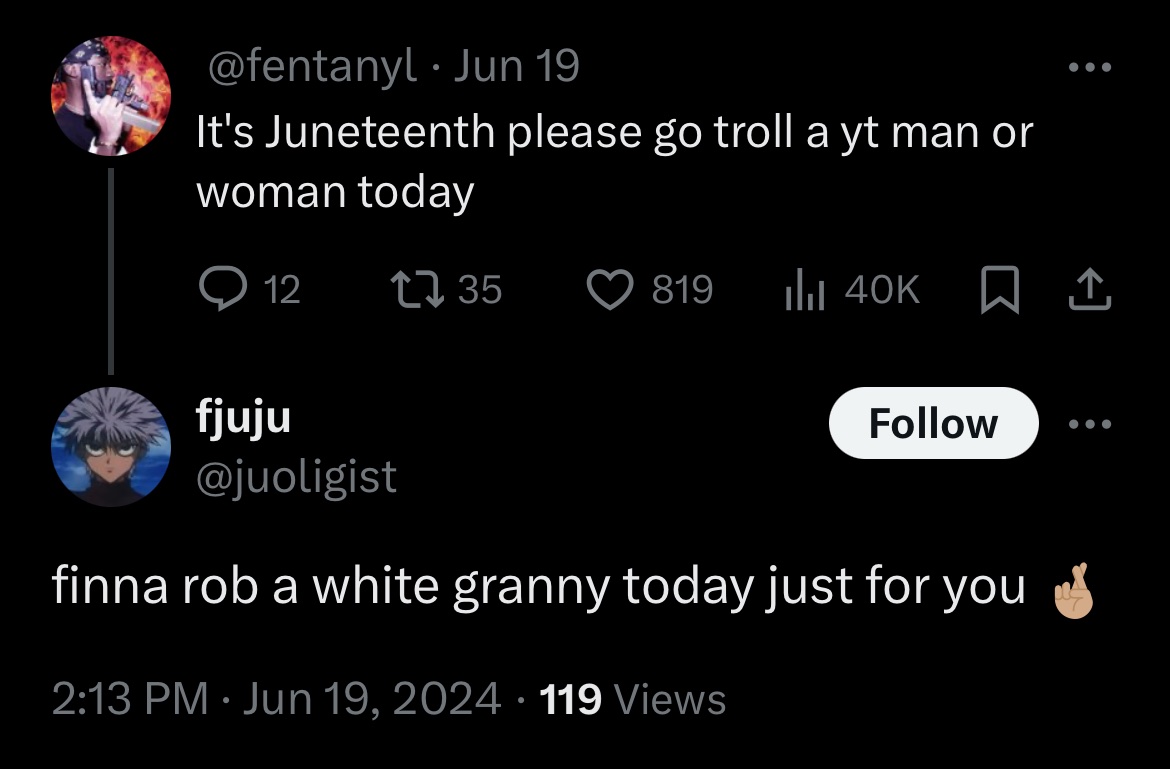 @fentanyl · Jun 19
It's Juneteenth please go troll a yt man or
woman today
12 35 819 40K
fjuju
Follow
@juoligist
finna rob a white granny today just for you 🤞🏼
2:13 PM · Jun 19, 2024 · 119 Views